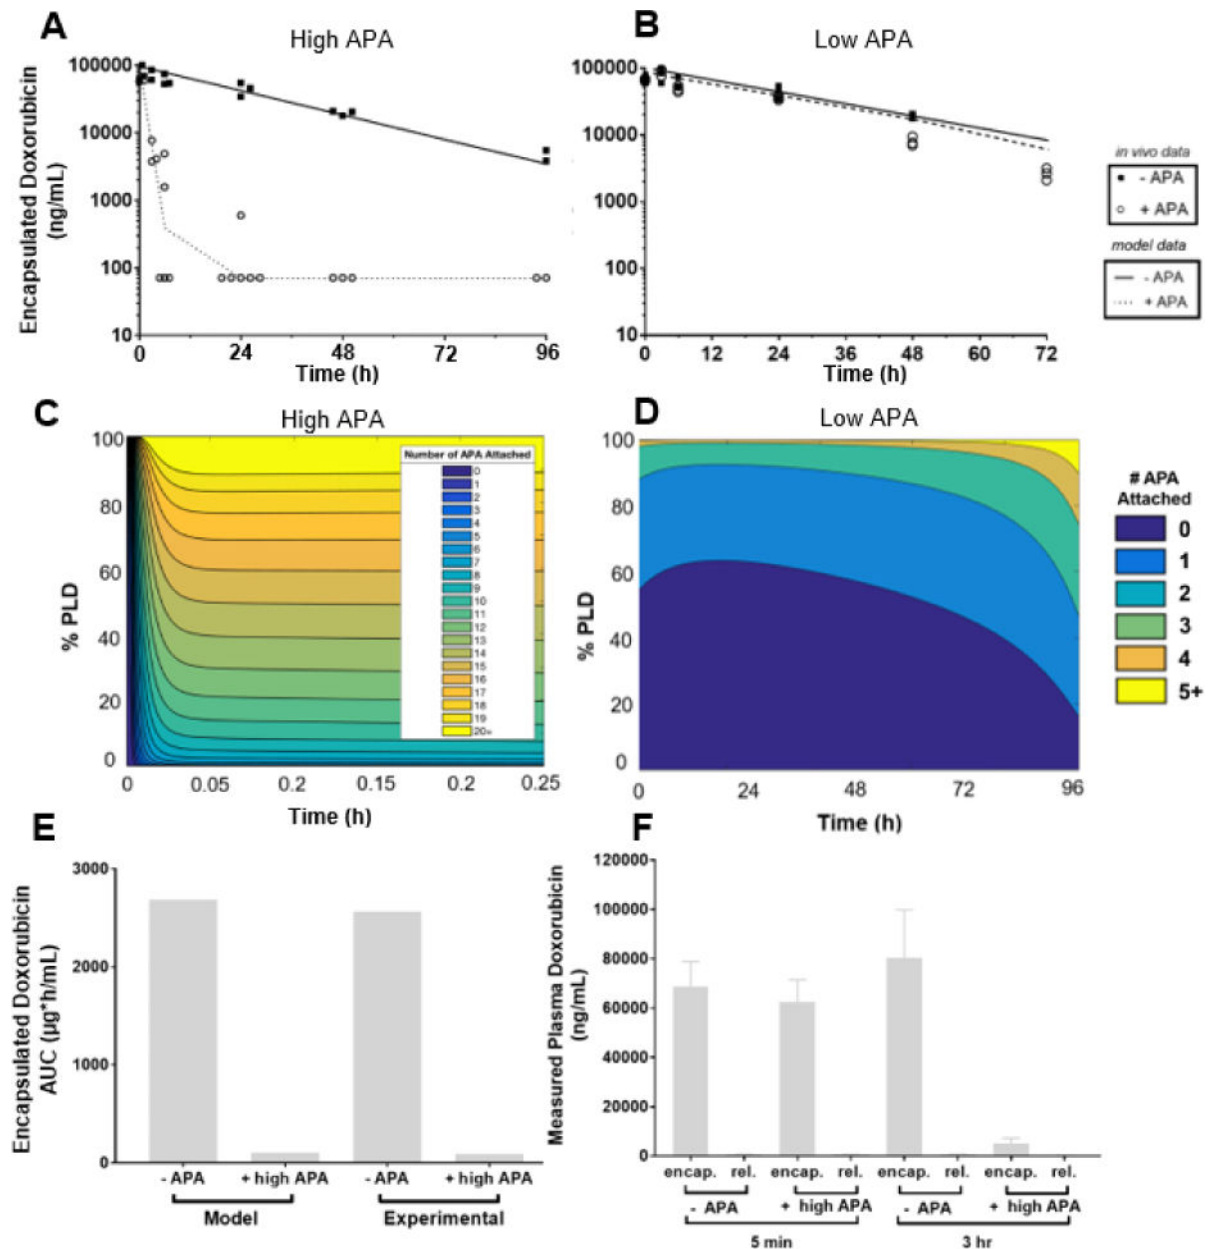 A
High APA
Encapsulated Doxorubicin
(ng/mL)
100000
10000
1000
100
10
0
24
48
72
96
Time (h)
B
Low APA
100000
10000
1000
100
10
0
12
24
36
48
60
72
Time (h)
in vivo data
- APA
+ APA
model data
- APA
+ APA
C
High APA
% PLD
100
80
60
40
20
0
Number of APA Attached
0
1
2
3
4
5
6
7
8
9
10
11
12
13
14
15
16
17
18
19
20+
0
0.05
0.2
0.15
0.2
0.25
Time (h)
D
Low APA
% PLD
100
80
60
40
20
0
0
24
48
72
96
Time (h)
# APA
Attached
0
1
2
3
4
5+
E
Encapsulated Doxorubicin
AUC (µg*h/mL)
3000
2000
1000
0
- APA
+ high APA
- APA
+ high APA
Model
Experimental
F
Measured Plasma Doxorubicin
(ng/mL)
120000
100000
80000
60000
40000
20000
0
encap. rel. encap. rel. encap. rel. encap. rel.
- APA + high APA - APA + high APA
5 min 3 hr